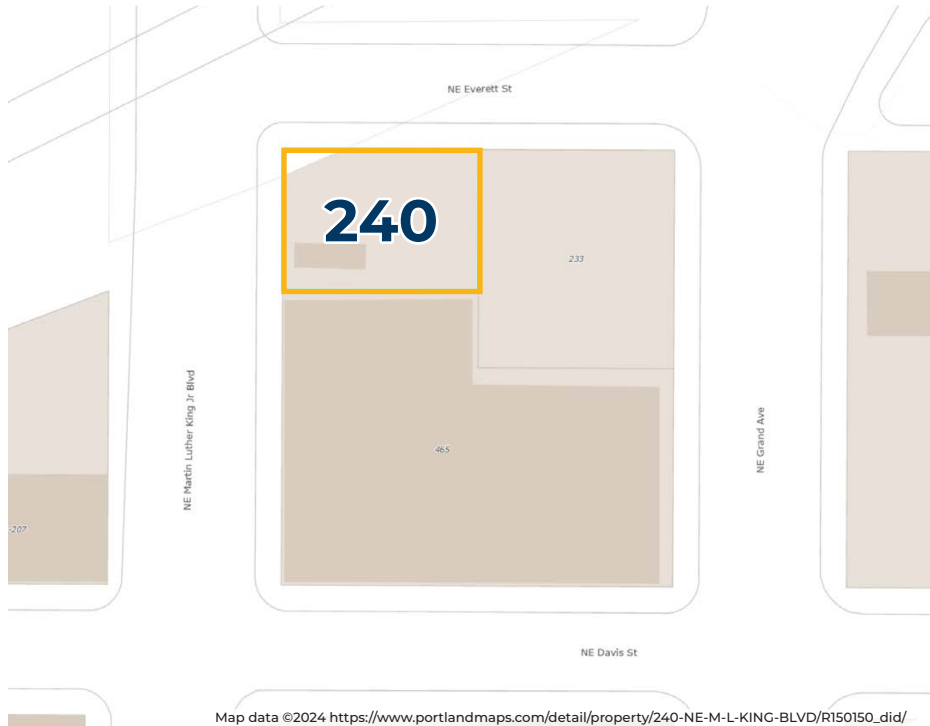 NE Everett St
240
233
NE Martin Luther King Jr Blvd
465
NE Grand Ave
-207
NE Davis St
Map data ©2024 https://www.portlandmaps.com/detail/property/240-NE-M-L-KING-BLVD/R150150_did/